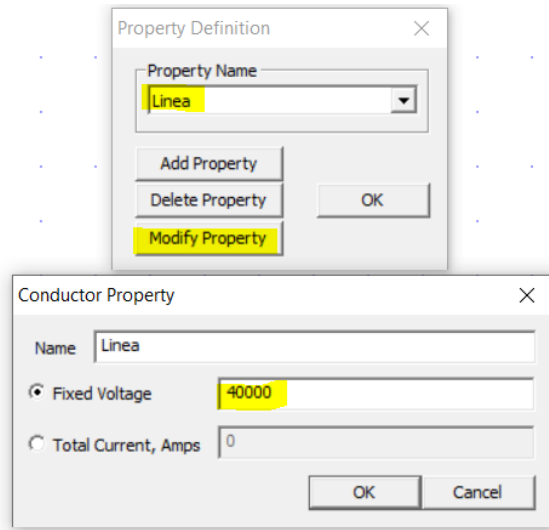 Property Definition
Property Name
Linea
Add Property
Delete Property
OK
Modify Property
Conductor Property
Name Linea
Fixed Voltage 40000
Total Current, Amps 0
OK Cancel